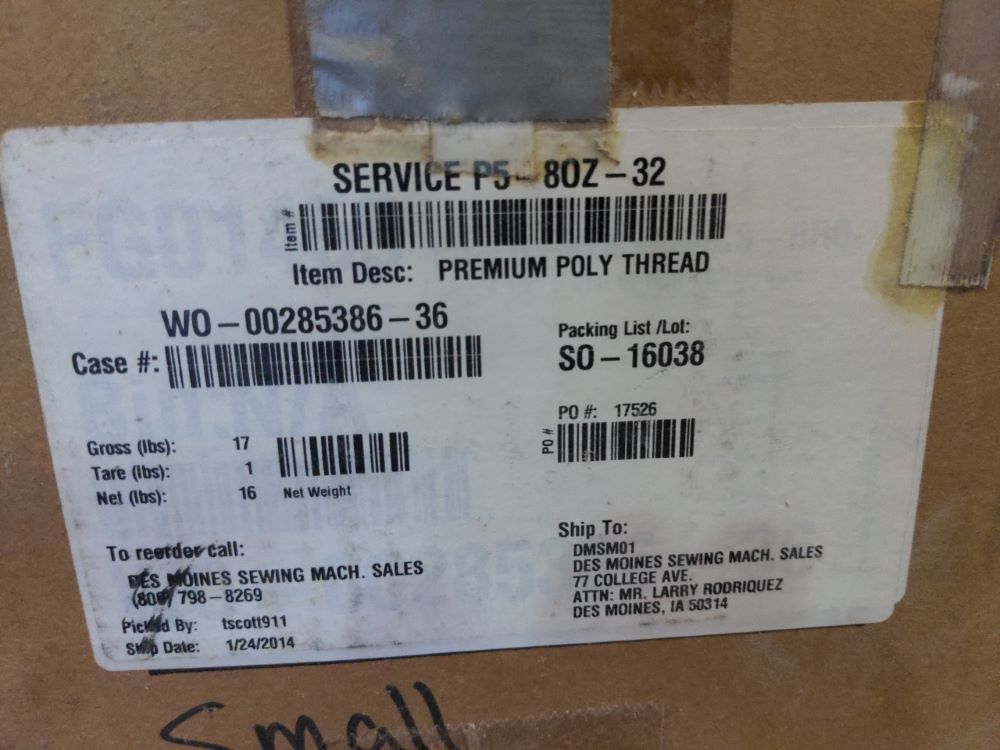 SERVICE P5-8OZ-32
Item #
Item Desc: PREMIUM POLY THREAD
WO-00285386-36
Case #:
Packing List /Lot:
SO-16038
PO #: 17526
PO #
Gross (lbs): 17
Tare (lbs): 1
Net (lbs): 16
Net Weight
To reorder call:
DES MOINES SEWING MACH. SALES
(800) 798-8269
Picked By: tscott911
Ship Date: 1/24/2014
Ship To:
DMSM01
DES MOINES SEWING MACH. SALES
77 COLLEGE AVE.
ATTN: MR. LARRY RODRIQUEZ
DES MOINES, IA 50314
Small